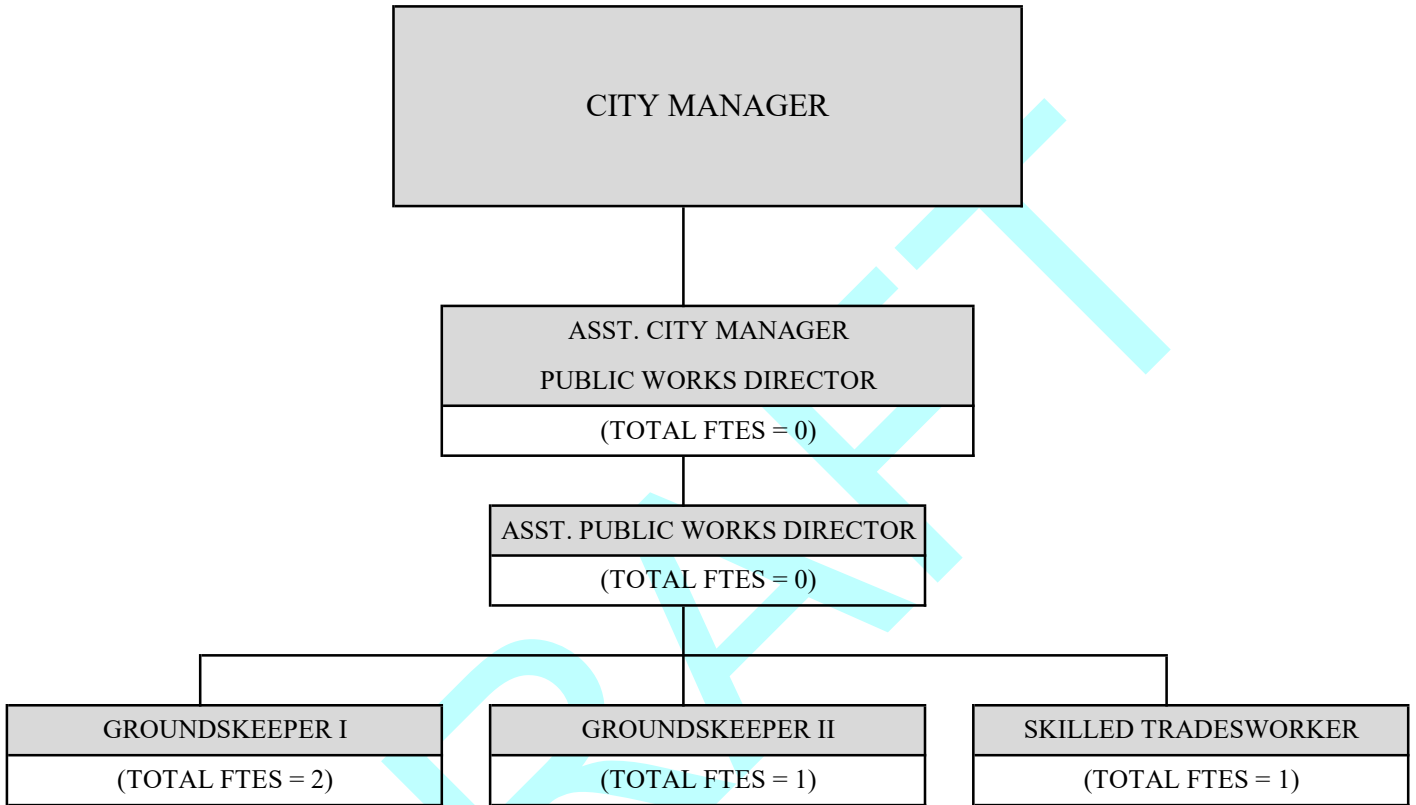 CITY MANAGER
ASST. CITY MANAGER
PUBLIC WORKS DIRECTOR
(TOTAL FTES = 0)
ASST. PUBLIC WORKS DIRECTOR
(TOTAL FTES = 0)
GROUNDSKEEPER I
(TOTAL FTES = 2)
GROUNDSKEEPER II
(TOTAL FTES = 1)
SKILLED TRADESWORKER
(TOTAL FTES = 1)
RAFT